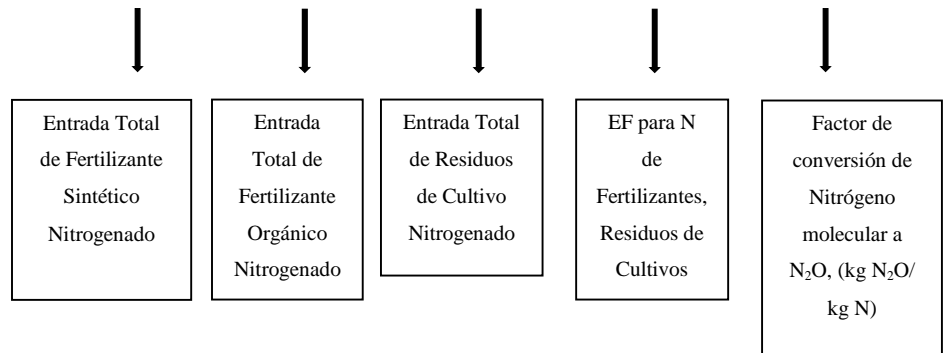 Entrada Total
de Fertilizante
Sintético
Nitrogenado
Entrada
Total de
Fertilizante
Orgánico
Nitrogenado
Entrada Total
de Residuos
de Cultivo
Nitrogenado
EF para N
de
Fertilizantes,
Residuos de
Cultivos
Factor de
conversión de
Nitrógeno
molecular a
N₂O, (kg N₂O/
kg N)